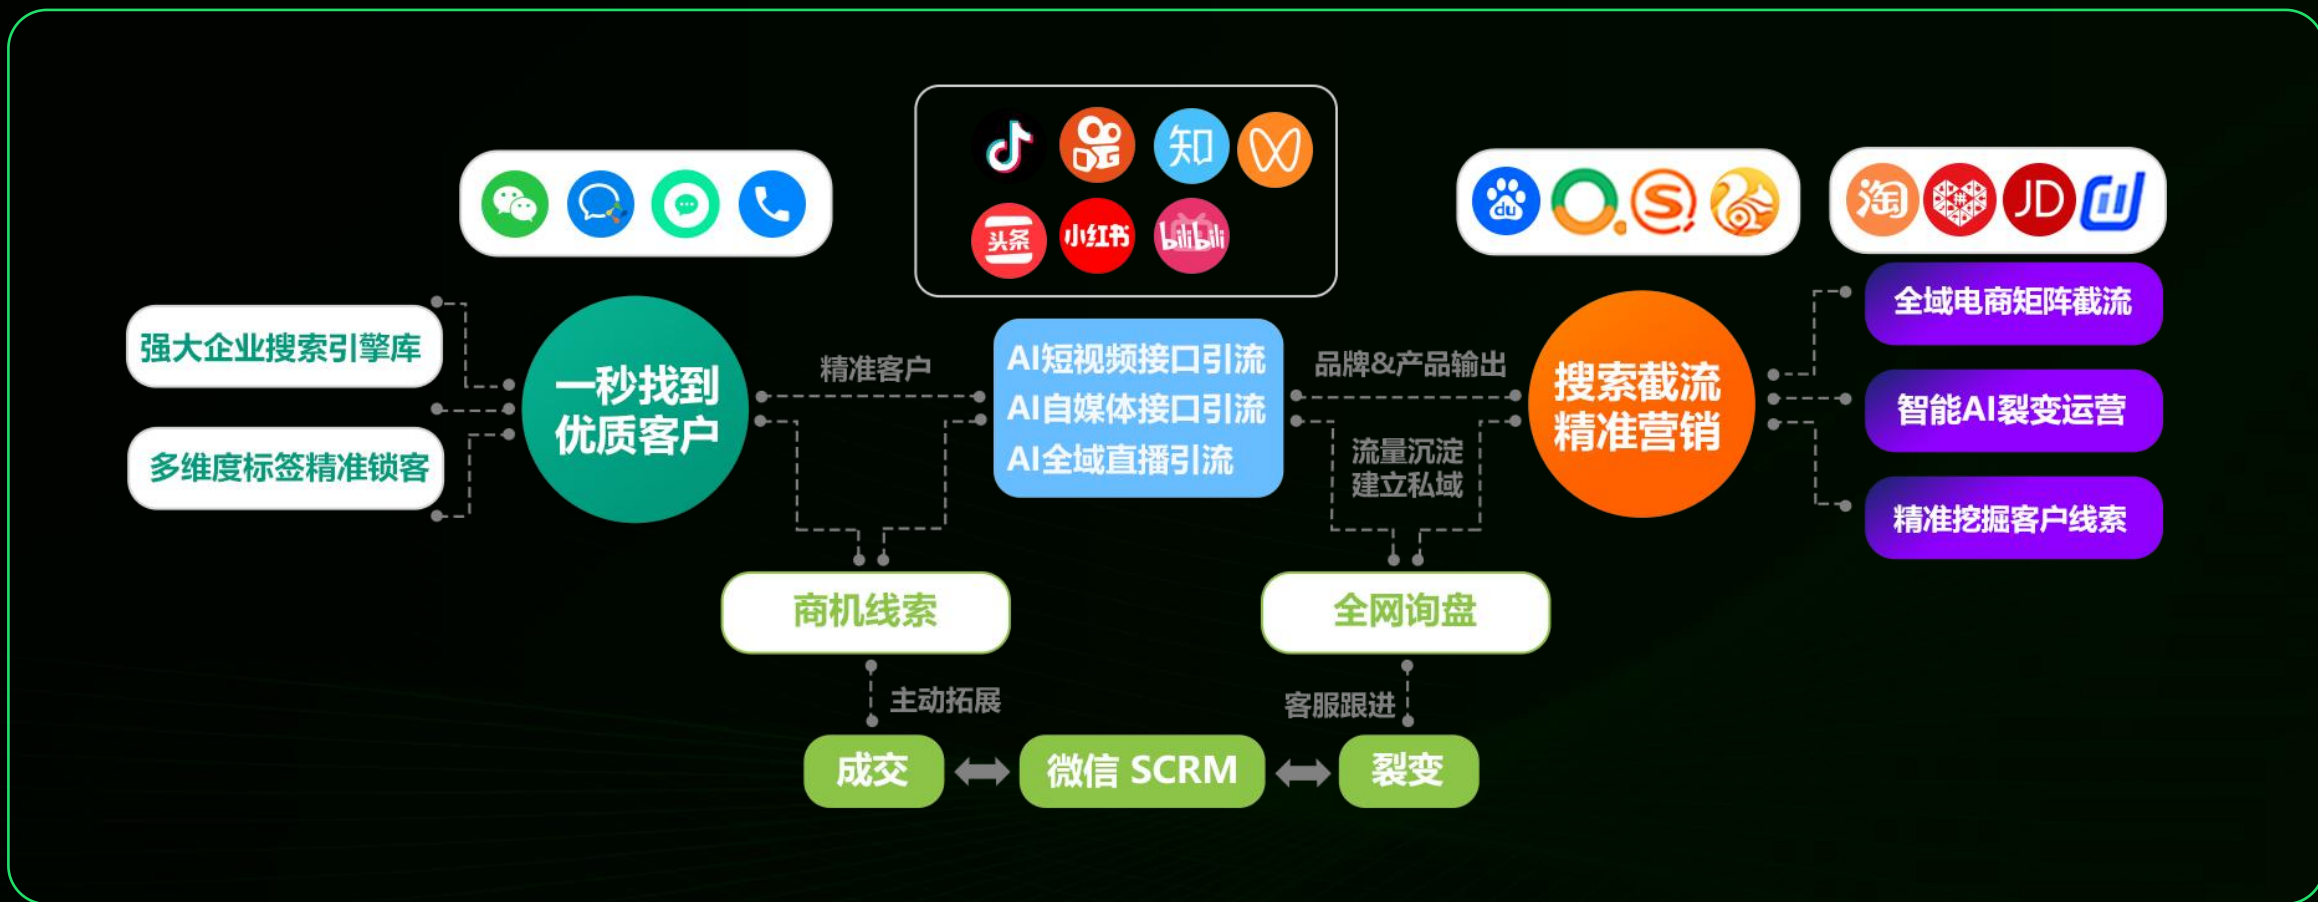 知
头条
小红书
bilibili
du
淘
拼
JD
强大企业搜索引擎库
多维度标签精准锁客
一秒找到
优质客户
精准客户
AI短视频接口引流
AI自媒体接口引流
AI全域直播引流
品牌&产品输出
流量沉淀
建立私域
搜索截流
精准营销
全域电商矩阵截流
智能AI裂变运营
精准挖掘客户线索
商机线索
全网询盘
主动拓展
客服跟进
成交
微信 SCRM
裂变